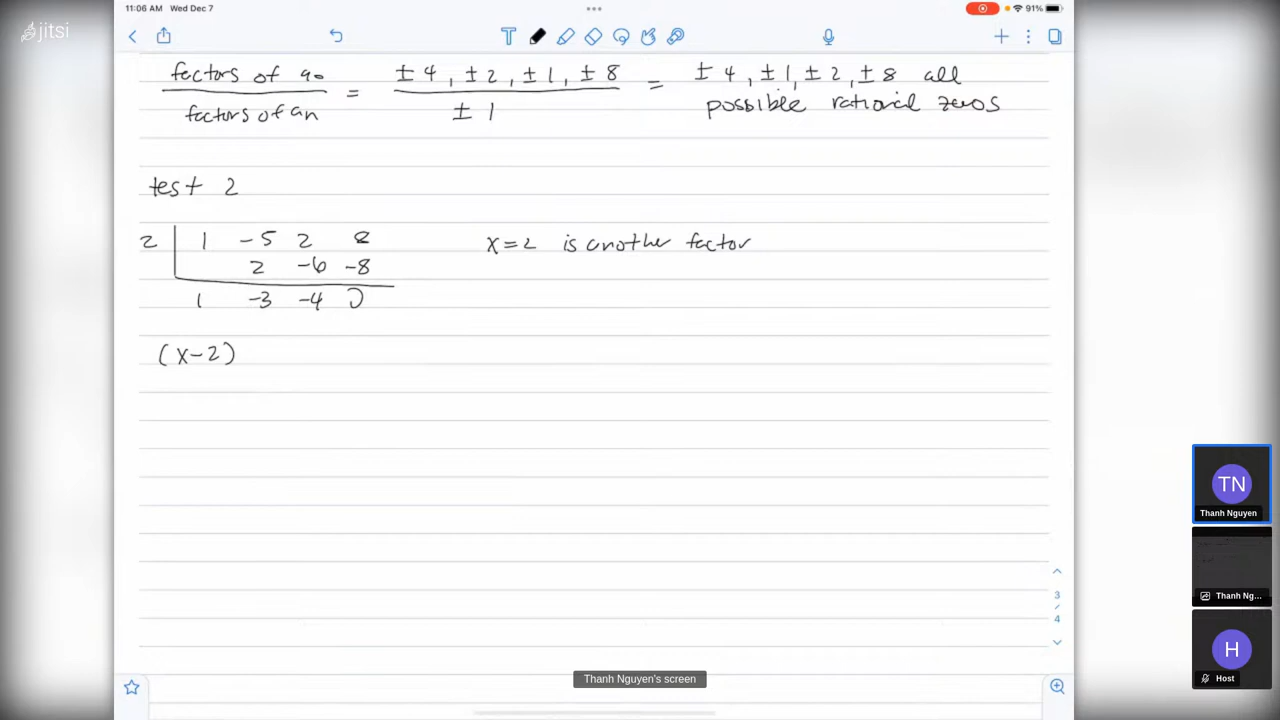 11:06 AM Wed Dec 7
91%
jitsi
factors of a₀ / factors of an = ± 4, ± 2, ± 1, ± 8 / ± 1 = ± 4, ± 1, ± 2, ± 8 all
possible rational zeros
test 2
2 | 1 -5 2 8 x=2 is another factor
2 -6 -8
1 -3 -4 0
(x-2)
TN
Thanh Nguyen
Thanh Ng...
H
Host
3
/
4
Thanh Nguyen's screen